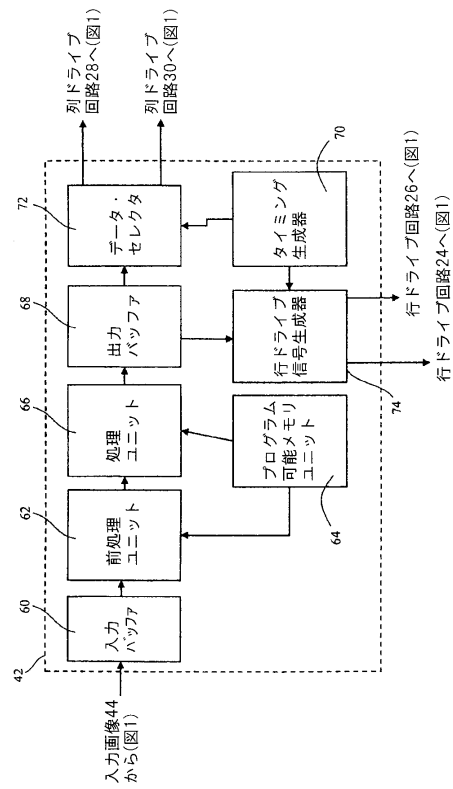 42
入力画像44
から(図1)
60
入力
バッファ
62
前処理
ユニット
66
処理
ユニット
68
出力
バッファ
72
データ・
セレクタ
列ドライブ
回路28へ(図1)
列ドライブ
回路30へ(図1)
64
プログラム
可能メモリ
ユニット
74
行ドライブ
信号生成器
70
タイミング
生成器
行ドライブ回路26へ(図1)
行ドライブ回路24へ(図1)